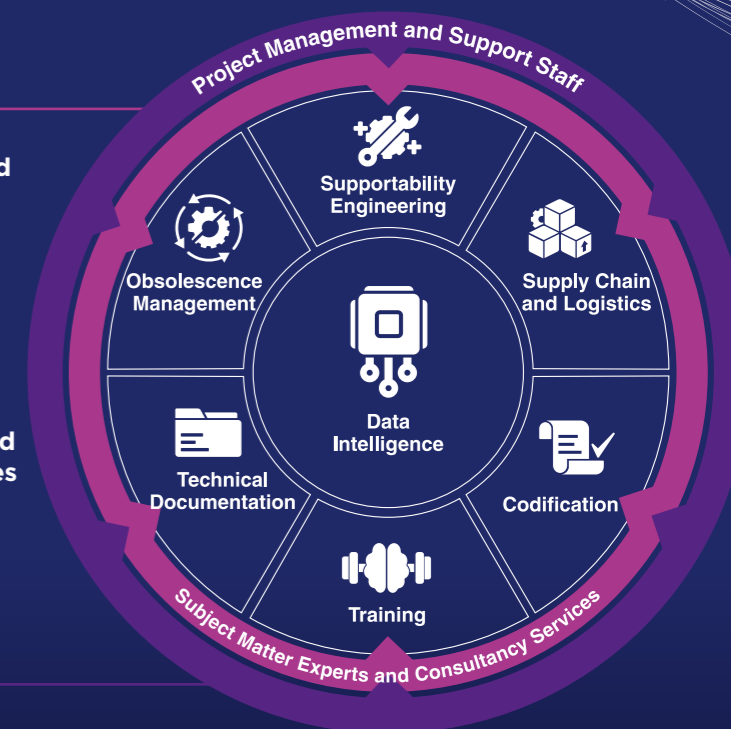 Project Management and Support Staff
Supportability
Engineering
Obsolescence
Management
Supply Chain
and Logistics
Data
Intelligence
Technical
Documentation
Codification
Training
Subject Matter Experts and Consultancy Services